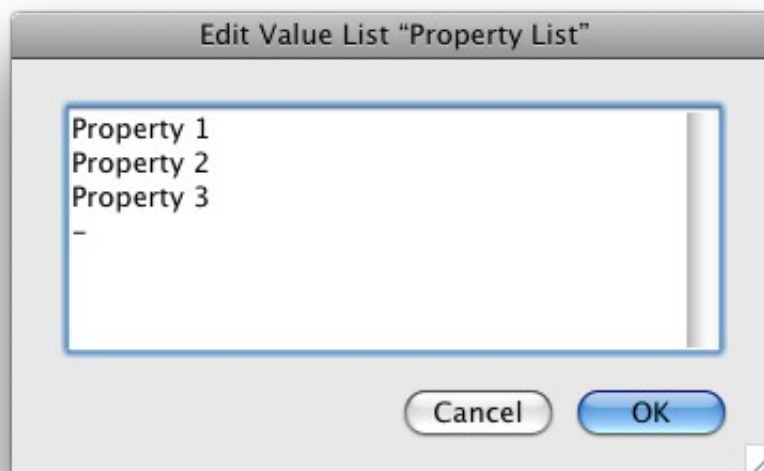 Edit Value List “Property List”
Property 1
Property 2
Property 3
-
Cancel
OK